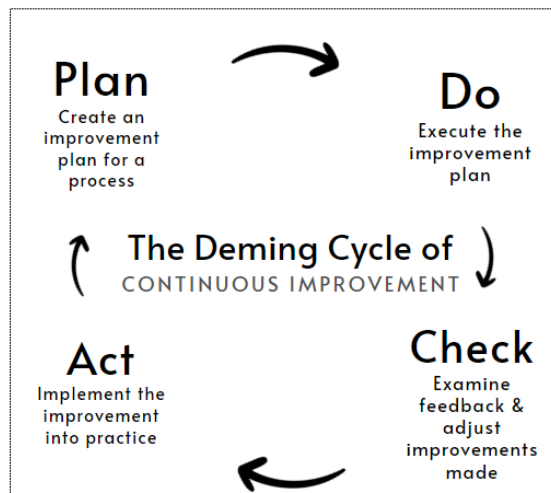 Plan
Create an
improvement
plan for a
process
Do
Execute the
improvement
plan
The Deming Cycle of
CONTINUOUS IMPROVEMENT
Act
Implement the
improvement
into practice
Check
Examine
feedback &
adjust
improvements
made